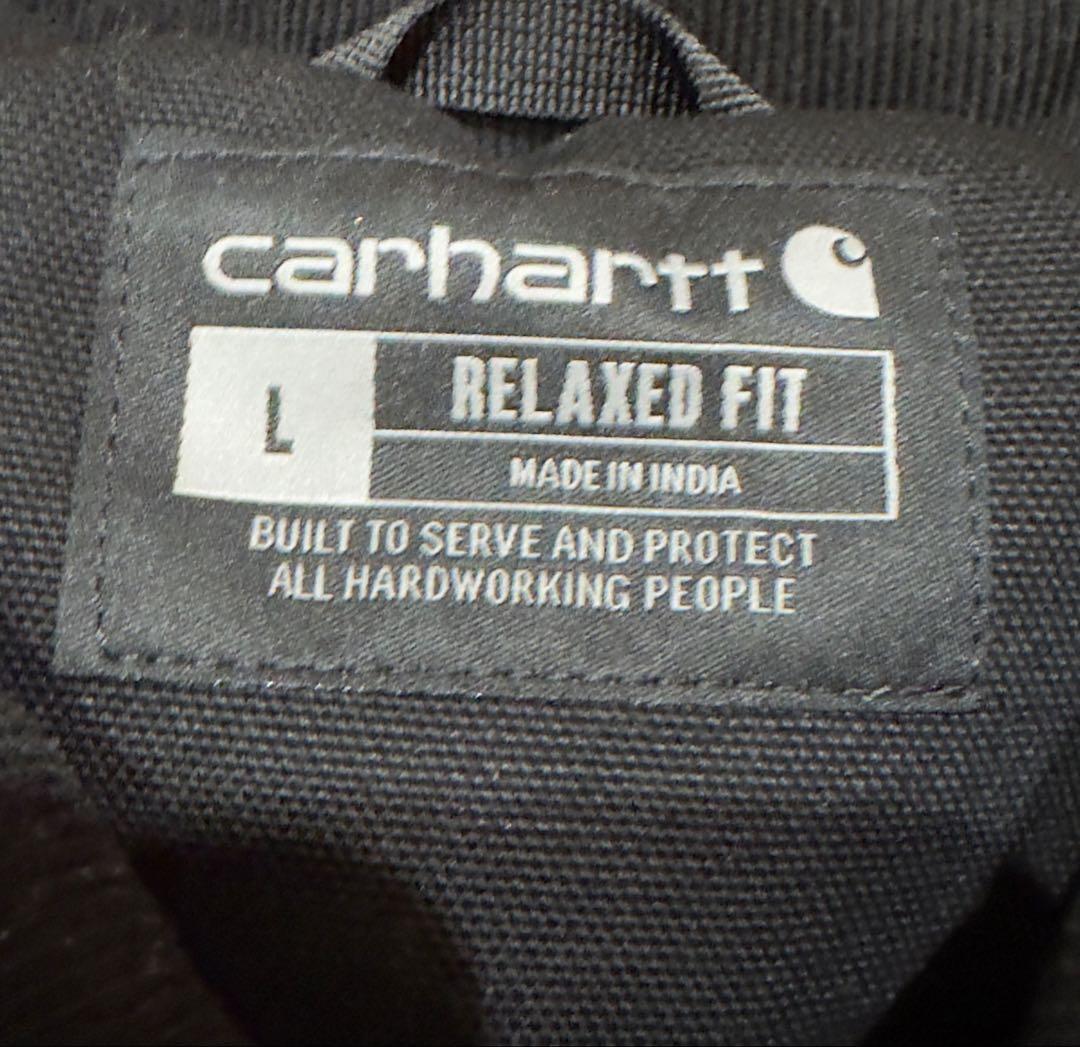 carhartt
L
RELAXED FIT
MADE IN INDIA
BUILT TO SERVE AND PROTECT
ALL HARDWORKING PEOPLE